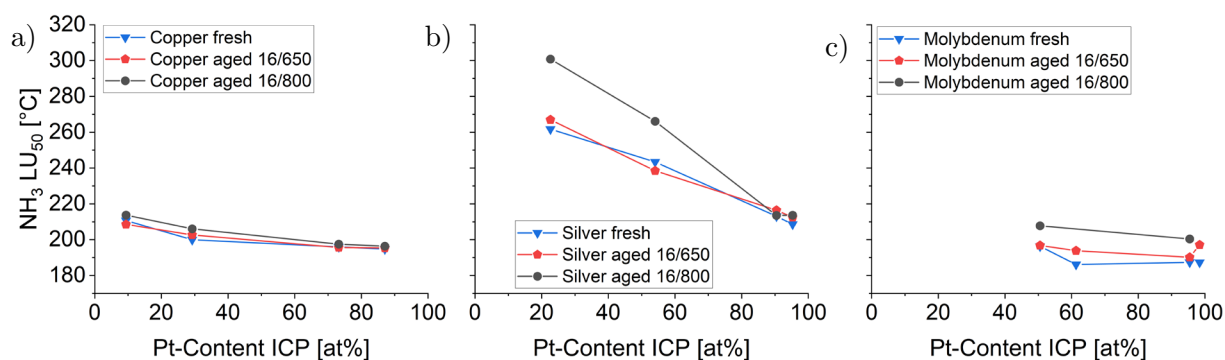 a)
NH₃ LU₅₀ [°C]
320
300
280
260
240
220
200
180
Copper fresh
Copper aged 16/650
Copper aged 16/800
0 20 40 60 80 100
Pt-Content ICP [at%]
b)
Silver fresh
Silver aged 16/650
Silver aged 16/800
0 20 40 60 80 100
Pt-Content ICP [at%]
c)
Molybdenum fresh
Molybdenum aged 16/650
Molybdenum aged 16/800
0 20 40 60 80 100
Pt-Content ICP [at%]